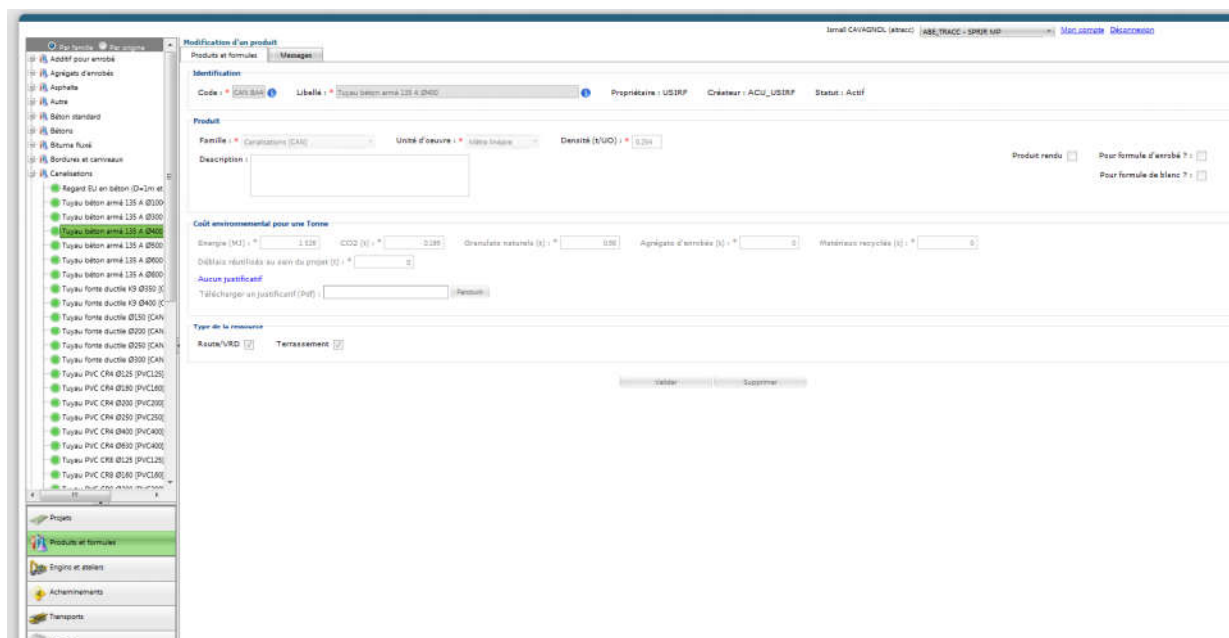 Ismail CAVAGNOL (abtracc) ABE_TRACC - SPRIR MP Mon compte Déconnexion
Par famille Par origine
Additif pour enrobé
Agrégats d'enrobés
Asphalte
Autre
Béton standard
Bétons
Bitume fluxé
Bordures et caniveaux
Canalisations
Regard EU en béton (D=1m et
Tuyau béton armé 135 A Ø100
Tuyau béton armé 135 A Ø300
Tuyau béton armé 135 A Ø400
Tuyau béton armé 135 A Ø500
Tuyau béton armé 135 A Ø600
Tuyau béton armé 135 A Ø800
Tuyau fonte ductile K9 Ø350 [C
Tuyau fonte ductile K9 Ø400 [C
Tuyau fonte ductile Ø150 [CAN
Tuyau fonte ductile Ø200 [CAN
Tuyau fonte ductile Ø250 [CAN
Tuyau fonte ductile Ø300 [CAN
Tuyau PVC CR4 Ø125 [PVC125]
Tuyau PVC CR4 Ø160 [PVC160]
Tuyau PVC CR4 Ø200 [PVC200]
Tuyau PVC CR4 Ø250 [PVC250]
Tuyau PVC CR4 Ø400 [PVC400]
Tuyau PVC CR4 Ø630 [PVC400]
Tuyau PVC CR8 Ø125 [PVC125]
Tuyau PVC CR8 Ø160 [PVC160]
Projets
Produits et formules
Engins et ateliers
Acheminements
Transports
Modification d'un produit
Produits et formules Messages
Identification
Code : * CAN BA4 Libellé : * Tuyau béton armé 135 A Ø400 Propriétaire : USIRF Créateur : ACU_USIRF Statut : Actif
Produit
Famille : * Canalisations [CAN] Unité d'oeuvre : * Mètre linéaire Densité (t/UO) : * 0.294
Description : Produit rendu Pour formule d'enrobé ? :
Pour formule de blanc ? :
Coût environnemental pour une Tonne
Energie (MJ) : * CO2 (t) : * Granulats naturels (t) : * Agrégats d'enrobés (t) : * 0 Matériaux recyclés (t) : * 0
Déblais réutilisés au sein du projet (t) : * 0
Aucun justificatif
Télécharger un justificatif (Pdf) : Parcourir
Type de la ressource
Route/VRD Terrassement
Valider Supprimer